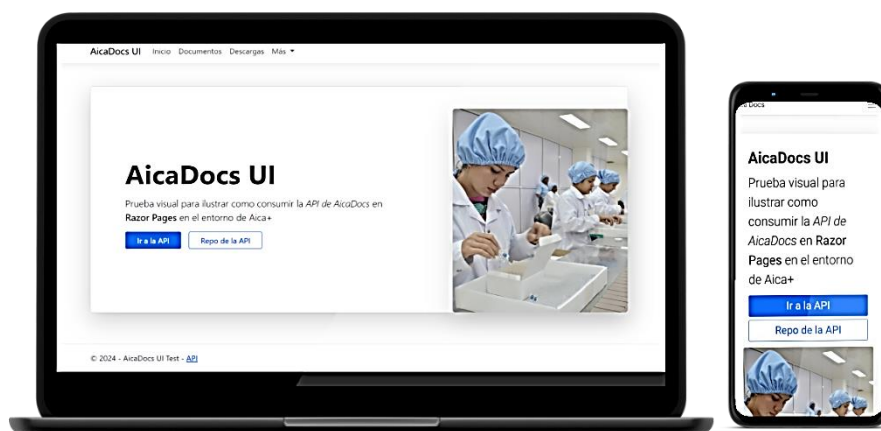 AicaDocs UI Inicio Documentos Descargas Más
AicaDocs UI
Prueba visual para ilustrar como consumir la API de AicaDocs en
Razor Pages en el entorno de Aica+
Ir a la API Repo de la API
© 2024 - AicaDocs UI Test - API
Docs
AicaDocs UI
Prueba visual para
ilustrar como
consumir la API de
AicaDocs en Razor
Pages en el entorno
de Aica+
Ir a la API
Repo de la API